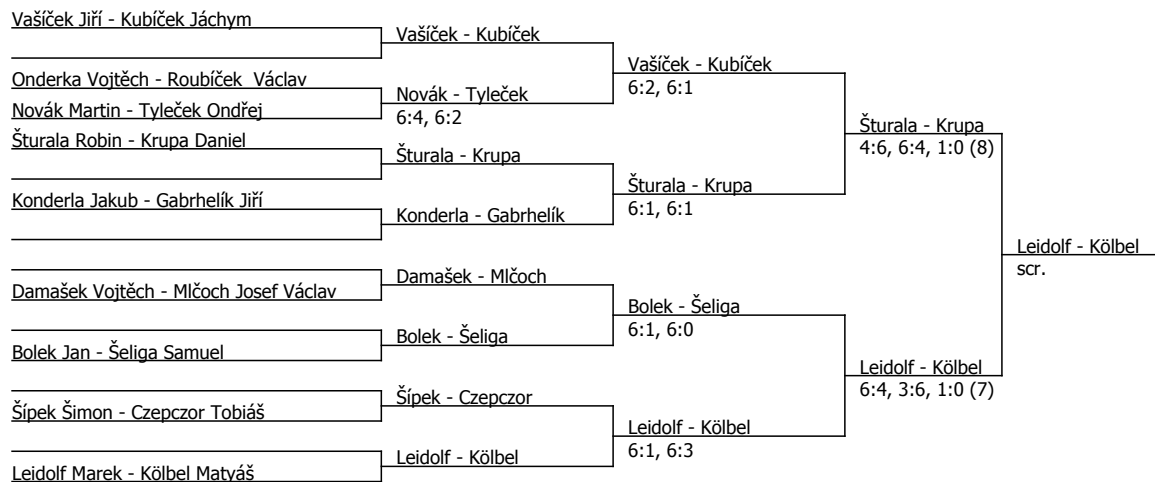 Vašíček Jiří - Kubíček Jáchym
Vašíček - Kubíček
Vašíček - Kubíček
6:2, 6:1
Onderka Vojtěch - Roubíček  Václav
Novák - Tyleček
6:4, 6:2
Novák Martin - Tyleček Ondřej
Šturala - Krupa
4:6, 6:4, 1:0 (8)
Šturala Robin - Krupa Daniel
Šturala - Krupa
Šturala - Krupa
6:1, 6:1
Konderla Jakub - Gabrhelík Jiří
Konderla - Gabrhelík
Leidolf - Kölbel
scr.
Damašek - Mlčoch
Damašek Vojtěch - Mlčoch Josef Václav
Bolek - Šeliga
6:1, 6:0
Bolek - Šeliga
Bolek Jan - Šeliga Samuel
Leidolf - Kölbel
6:4, 3:6, 1:0 (7)
Šípek - Czepczor
Šípek Šimon - Czepczor Tobiáš
Leidolf - Kölbel
6:1, 6:3
Leidolf - Kölbel
Leidolf Marek - Kölbel Matyáš